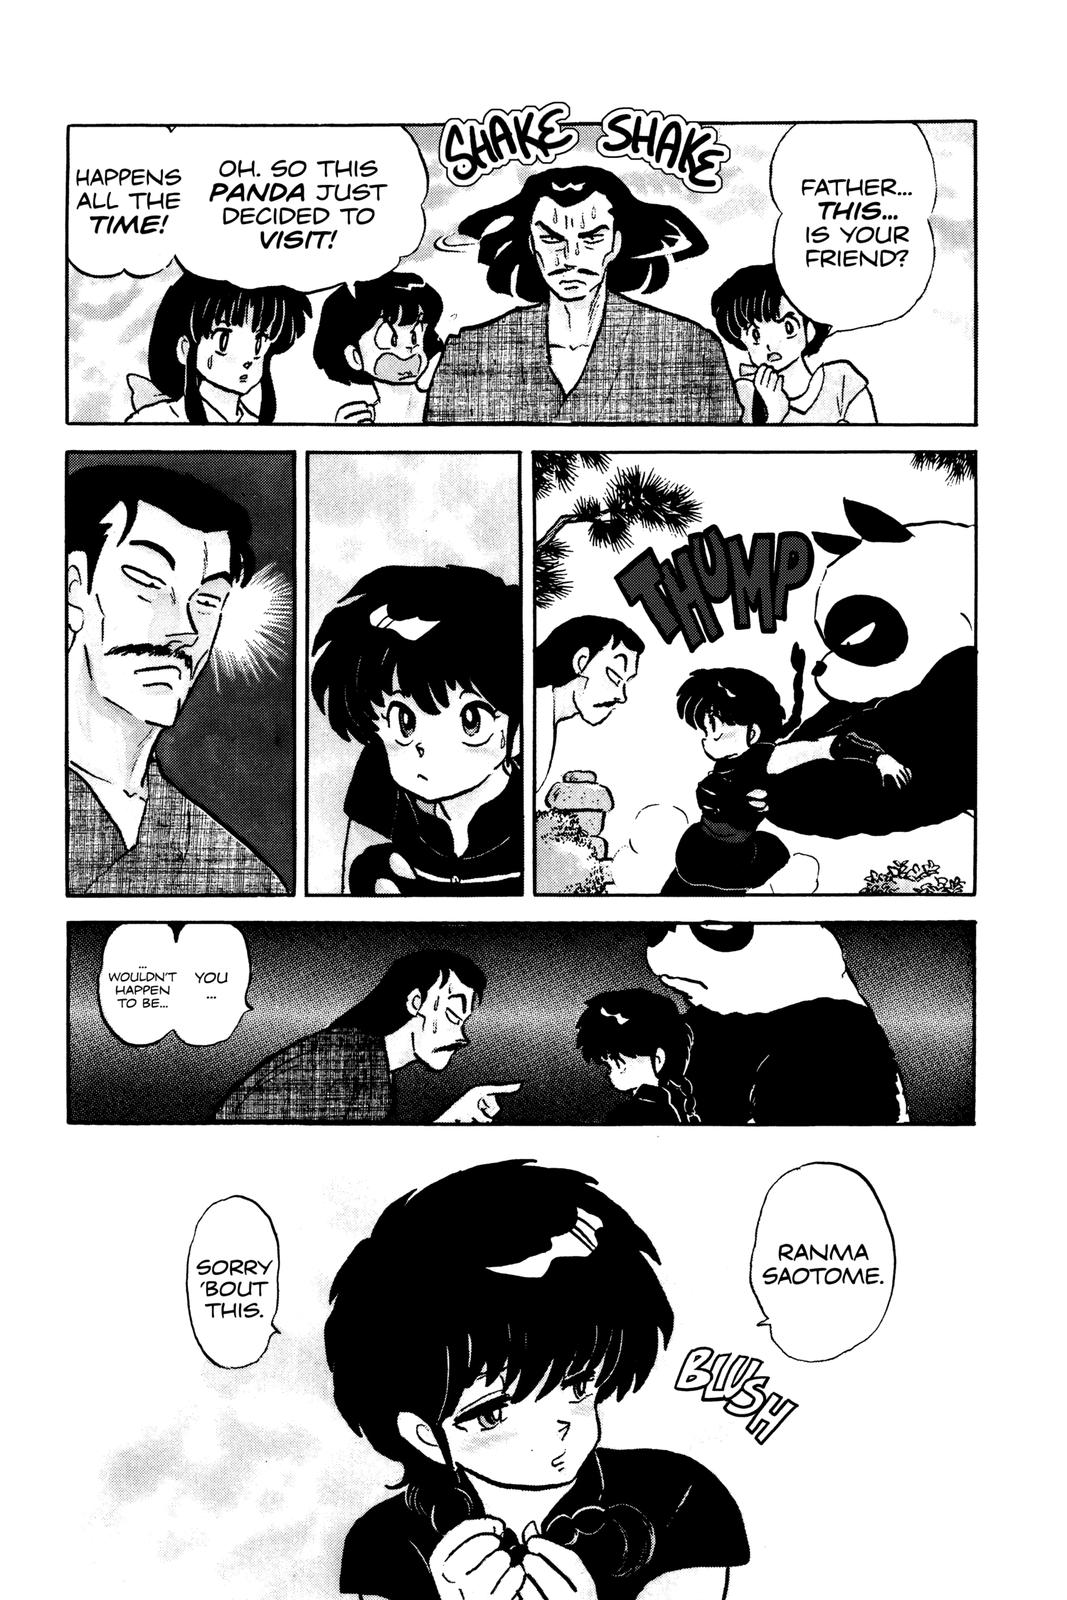 FATHER...
THIS...
IS YOUR
FRIEND?
SHAKE SHAKE
OH. SO THIS
PANDA JUST
DECIDED TO
VISIT!
HAPPENS
ALL THE
TIME!
THUMP
YOU
...
...
WOULDN'T
HAPPEN
TO BE...
RANMA
SAOTOME.
BLUSH
SORRY
'BOUT
THIS.